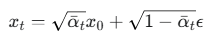 x_t = \sqrt{\bar{\alpha}_t} x_0 + \sqrt{1 - \bar{\alpha}_t} \epsilon